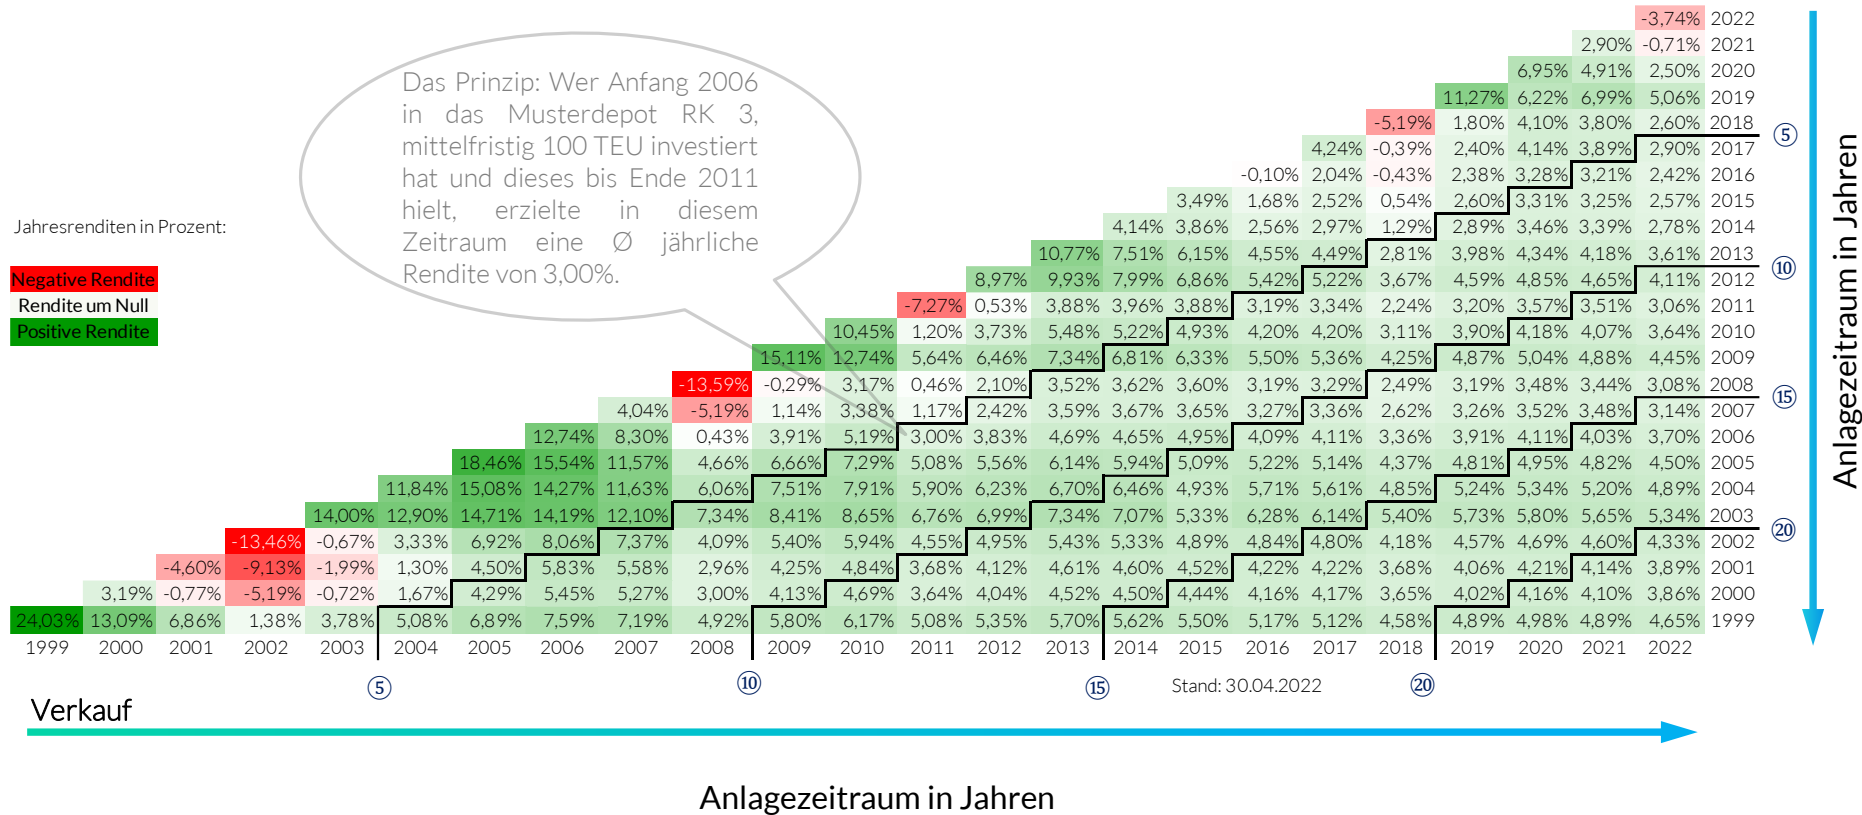 -3,74% 2022
2,90% -0,71% 2021
6,95% 4,91% 2,50% 2020
11,27% 6,22% 6,99% 5,06% 2019
-5,19% 1,80% 4,10% 3,80% 2,60% 2018
⑤
4,24% -0,39% 2,40% 4,14% 3,89% 2,90% 2017
-0,10% 2,04% -0,43% 2,38% 3,28% 3,21% 2,42% 2016
3,49% 1,68% 2,52% 0,54% 2,60% 3,31% 3,25% 2,57% 2015
4,14% 3,86% 2,56% 2,97% 1,29% 2,89% 3,46% 3,39% 2,78% 2014
10,77% 7,51% 6,15% 4,55% 4,49% 2,81% 3,98% 4,34% 4,18% 3,61% 2013
⑩
8,97% 9,93% 7,99% 6,86% 5,42% 5,22% 3,67% 4,59% 4,85% 4,65% 4,11% 2012
-7,27% 0,53% 3,88% 3,96% 3,88% 3,19% 3,34% 2,24% 3,20% 3,57% 3,51% 3,06% 2011
10,45% 1,20% 3,73% 5,48% 5,22% 4,93% 4,20% 4,20% 3,11% 3,90% 4,18% 4,07% 3,64% 2010
15,11% 12,74% 5,64% 6,46% 7,34% 6,81% 6,33% 5,50% 5,36% 4,25% 4,87% 5,04% 4,88% 4,45% 2009
-13,59% -0,29% 3,17% 0,46% 2,10% 3,52% 3,62% 3,60% 3,19% 3,29% 2,49% 3,19% 3,48% 3,44% 3,08% 2008
⑮
4,04% -5,19% 1,14% 3,38% 1,17% 2,42% 3,59% 3,67% 3,65% 3,27% 3,36% 2,62% 3,26% 3,52% 3,48% 3,14% 2007
12,74% 8,30% 0,43% 3,91% 5,19% 3,00% 3,83% 4,69% 4,65% 4,95% 4,09% 4,11% 3,36% 3,91% 4,11% 4,03% 3,70% 2006
18,46% 15,54% 11,57% 4,66% 6,66% 7,29% 5,08% 5,56% 6,14% 5,94% 5,09% 5,22% 5,14% 4,37% 4,81% 4,95% 4,82% 4,50% 2005
11,84% 15,08% 14,27% 11,63% 6,06% 7,51% 7,91% 5,90% 6,23% 6,70% 6,46% 4,93% 5,71% 5,61% 4,85% 5,24% 5,34% 5,20% 4,89% 2004
14,00% 12,90% 14,71% 14,19% 12,10% 7,34% 8,41% 8,65% 6,76% 6,99% 7,34% 7,07% 5,33% 6,28% 6,14% 5,40% 5,73% 5,80% 5,65% 5,34% 2003
⑳
-13,46% -0,67% 3,33% 6,92% 8,06% 7,37% 4,09% 5,40% 5,94% 4,55% 4,95% 5,43% 5,33% 4,89% 4,84% 4,80% 4,18% 4,57% 4,69% 4,60% 4,33% 2002
-4,60% -9,13% -1,99% 1,30% 4,50% 5,83% 5,58% 2,96% 4,25% 4,84% 3,68% 4,12% 4,61% 4,60% 4,52% 4,22% 4,22% 3,68% 4,06% 4,21% 4,14% 3,89% 2001
3,19% -0,77% -5,19% -0,72% 1,67% 4,29% 5,45% 5,27% 3,00% 4,13% 4,69% 3,64% 4,04% 4,52% 4,50% 4,44% 4,16% 4,17% 3,65% 4,02% 4,16% 4,10% 3,86% 2000
24,03% 13,09% 6,86% 1,38% 3,78% 5,08% 6,89% 7,59% 7,19% 4,92% 5,80% 6,17% 5,08% 5,35% 5,70% 5,62% 5,50% 5,17% 5,12% 4,58% 4,89% 4,98% 4,89% 4,65% 1999
1999 2000 2001 2002 2003 2004 2005 2006 2007 2008 2009 2010 2011 2012 2013 2014 2015 2016 2017 2018 2019 2020 2021 2022
⑤ ⑩ ⑮ ⑳
Das Prinzip: Wer Anfang 2006
in das Musterdepot RK 3,
mittelfristig 100 TEU investiert
hat und dieses bis Ende 2011
hielt, erzielte in diesem
Zeitraum eine Ø jährliche
Rendite von 3,00%.
Jahresrenditen in Prozent:
Negative Rendite
Rendite um Null
Positive Rendite
Stand: 30.04.2022
Verkauf
Anlagezeitraum in Jahren
Anlagezeitraum in Jahren